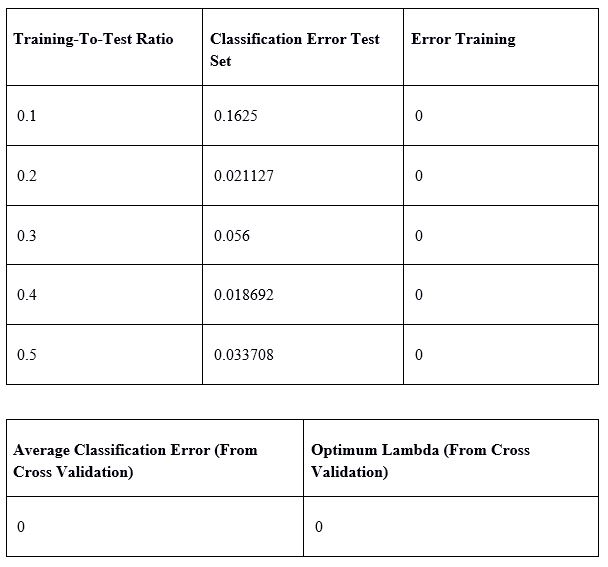 Training-To-Test Ratio
Classification Error Test
Set
Error Training
0.1
0.1625
0
0.2
0.021127
0
0.3
0.056
0
0.4
0.018692
0
0.5
0.033708
0
Average Classification Error (From
Cross Validation)
Optimum Lambda (From Cross
Validation)
0
0